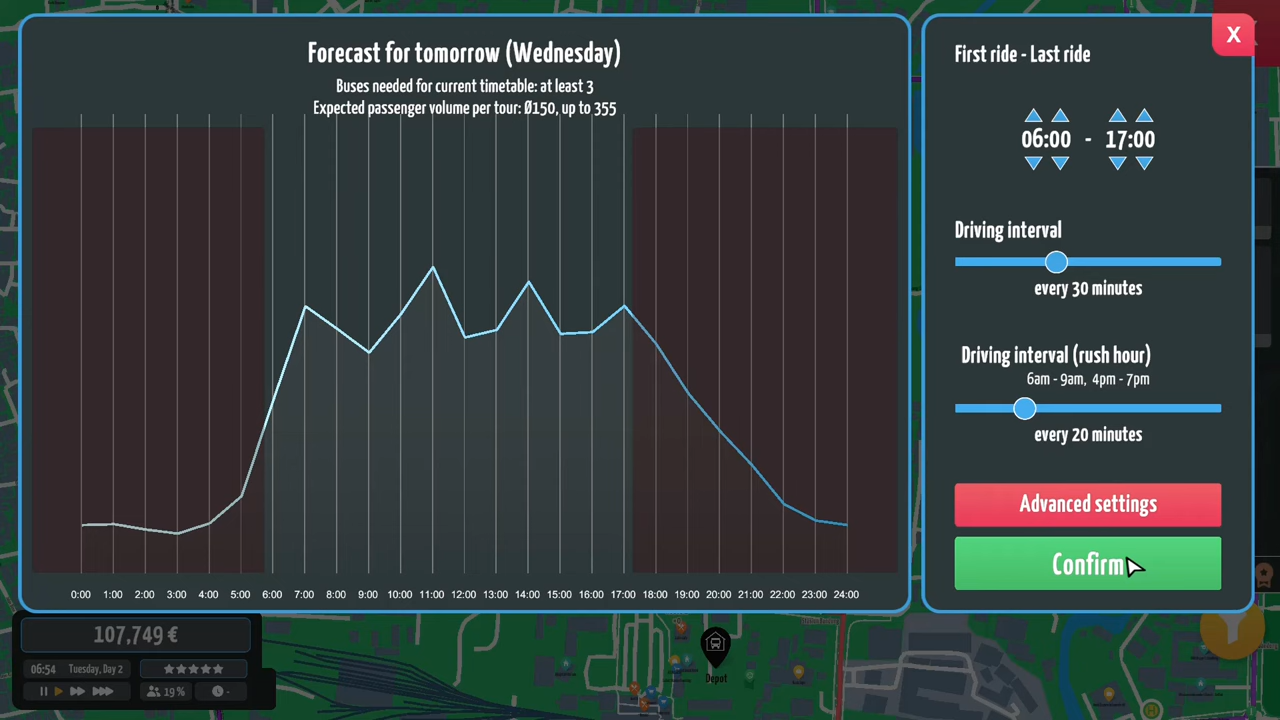 Forecast for tomorrow (Wednesday)
Buses needed for current timetable: at least 3
Expected passenger volume per tour: Ø150, up to 355
0:00 1:00 2:00 3:00 4:00 5:00 6:00 7:00 8:00 9:00 10:00 11:00 12:00 13:00 14:00 15:00 16:00 17:00 18:00 19:00 20:00 21:00 22:00 23:00 24:00
X
First ride - Last ride
06:00 - 17:00
Driving interval
every 30 minutes
Driving interval (rush hour)
6am - 9am, 4pm - 7pm
every 20 minutes
Advanced settings
Confirm
107,749 €
06:54 Tuesday, Day 2
19 % -
Depot